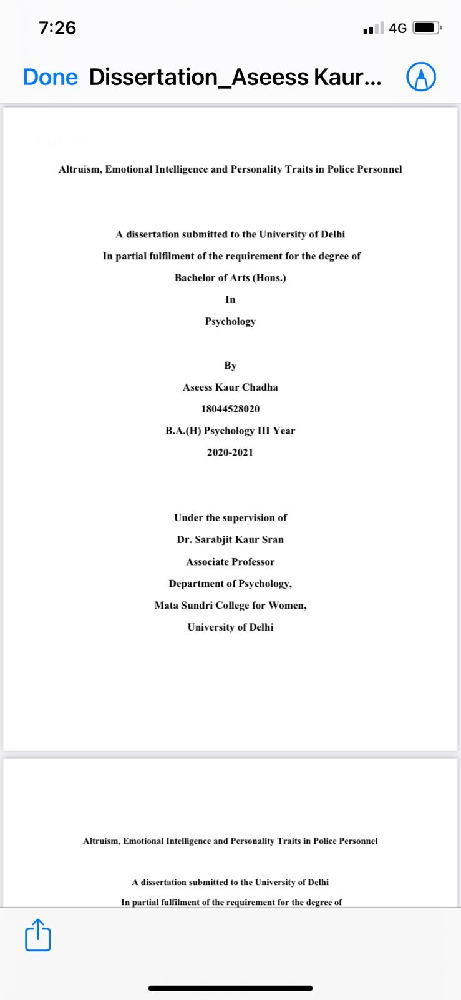 7:26
4G
Done Dissertation_Aseess Kaur...
Altruism, Emotional Intelligence and Personality Traits in Police Personnel
A dissertation submitted to the University of Delhi
In partial fulfilment of the requirement for the degree of
Bachelor of Arts (Hons.)
In
Psychology
By
Aseess Kaur Chadha
18044528020
B.A.(H) Psychology III Year
2020-2021
Under the supervision of
Dr. Sarabjit Kaur Sran
Associate Professor
Department of Psychology,
Mata Sundri College for Women,
University of Delhi
Altruism, Emotional Intelligence and Personality Traits in Police Personnel
A dissertation submitted to the University of Delhi
In partial fulfilment of the requirement for the degree of